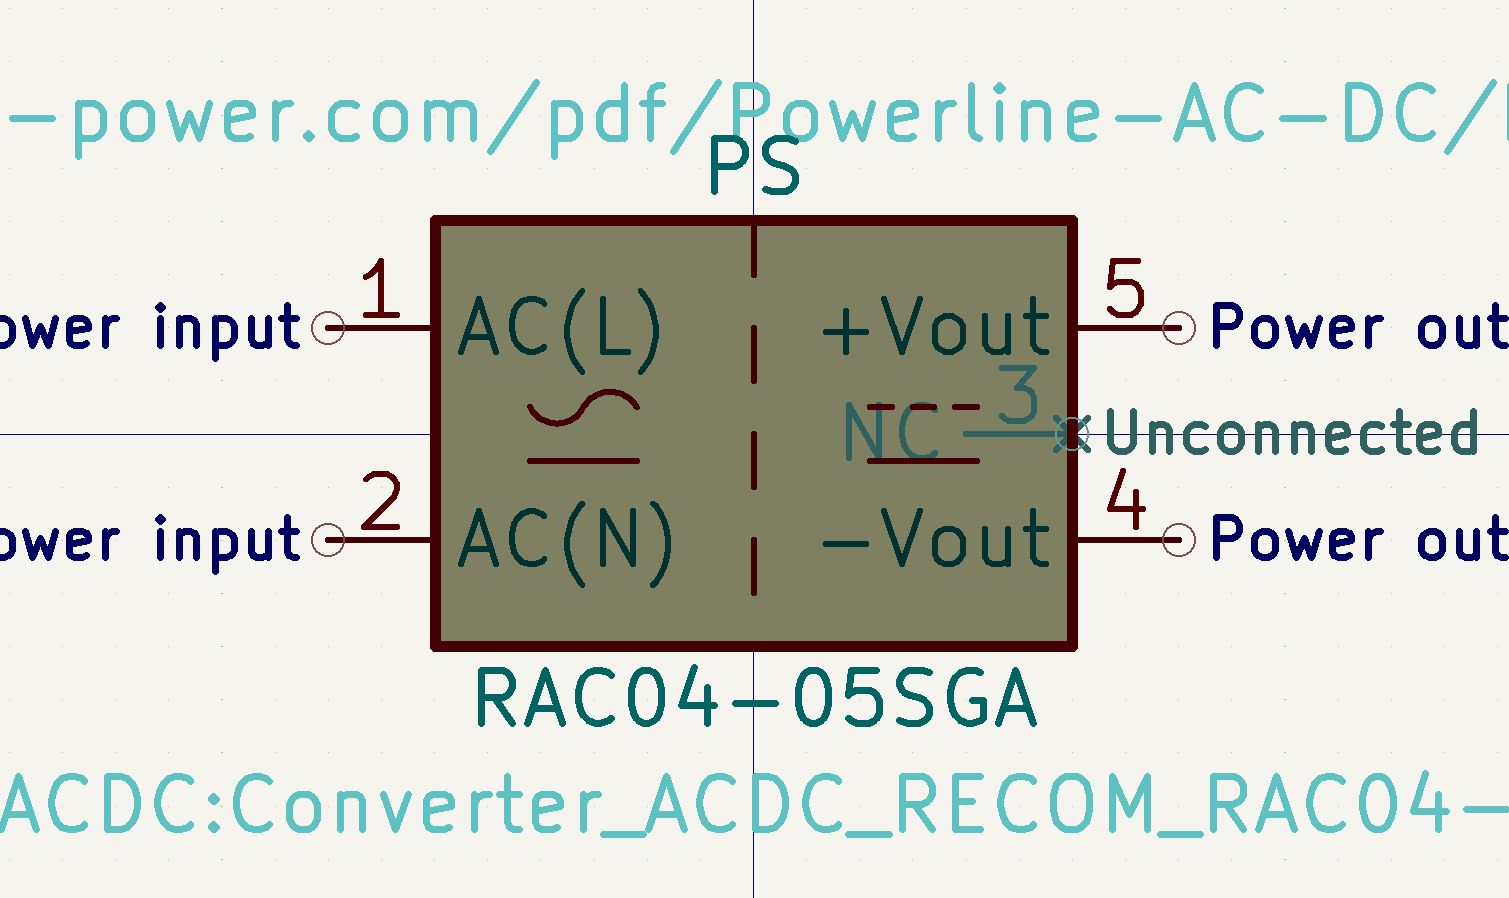 -power.com/pdf/Powerline-AC-DC/
PS
1
5
ower input
AC(L)
+Vout
Power out
3
NC
Unconnected
2
4
ower input
AC(N)
-Vout
Power out
RAC04-05SGA
ACDC:Converter_ACDC_RECOM_RAC04-